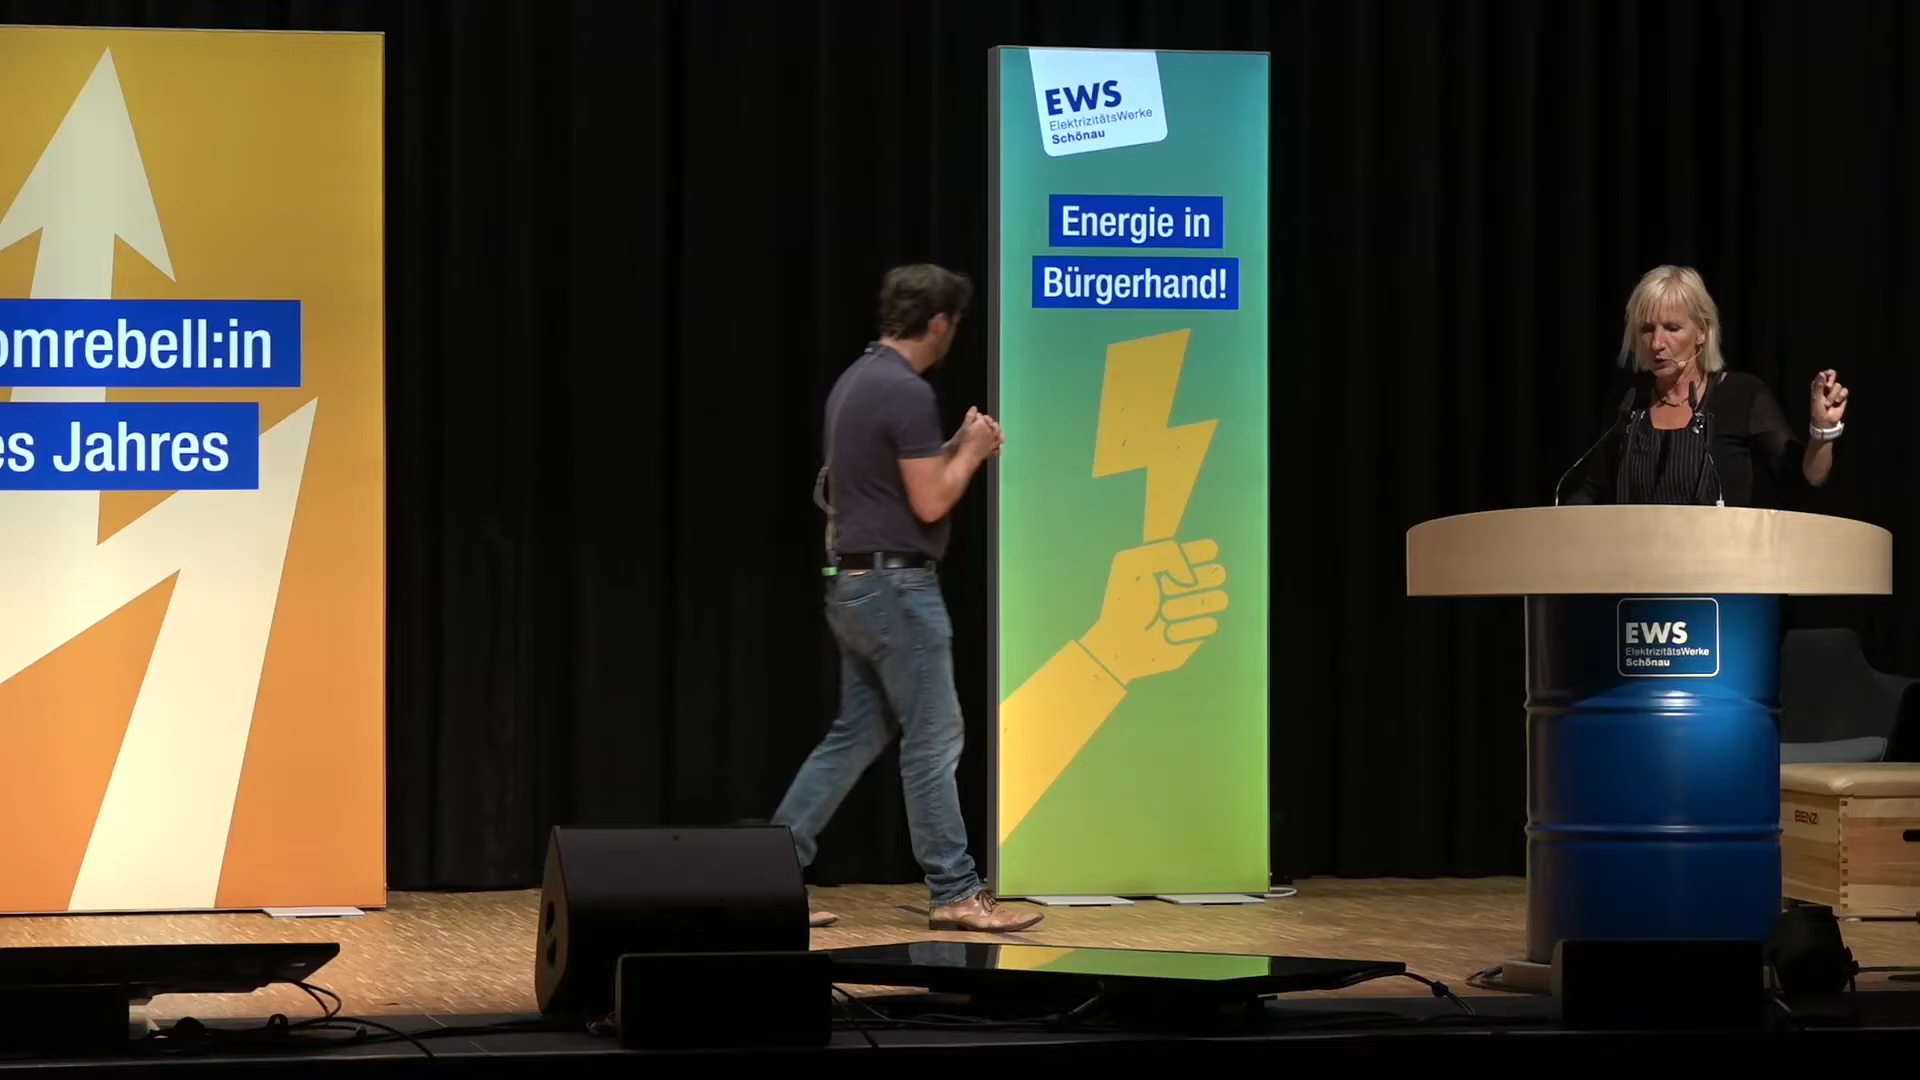 omrebell:in
es Jahres
EWS
ElektrizitätsWerke
Schönau
Energie in
Bürgerhand!
EWS
ElektrizitätsWerke
Schönau
BENZ